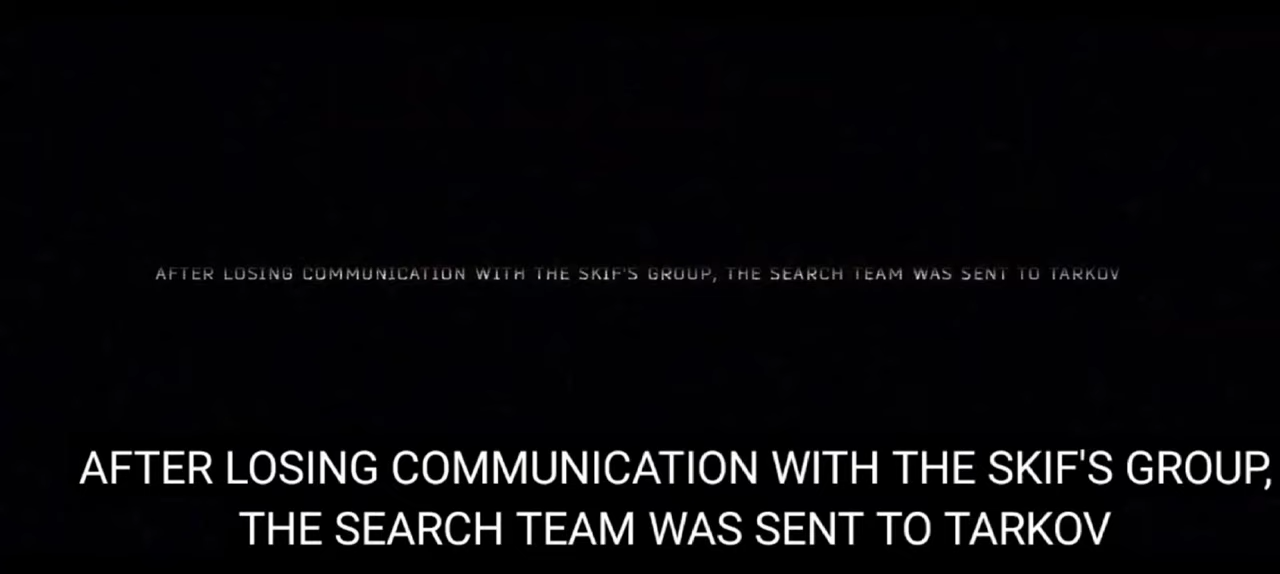 AFTER LOSING COMMUNICATION WITH THE SKIF'S GROUP, THE SEARCH TEAM WAS SENT TO TARKOV
AFTER LOSING COMMUNICATION WITH THE SKIF'S GROUP,
THE SEARCH TEAM WAS SENT TO TARKOV